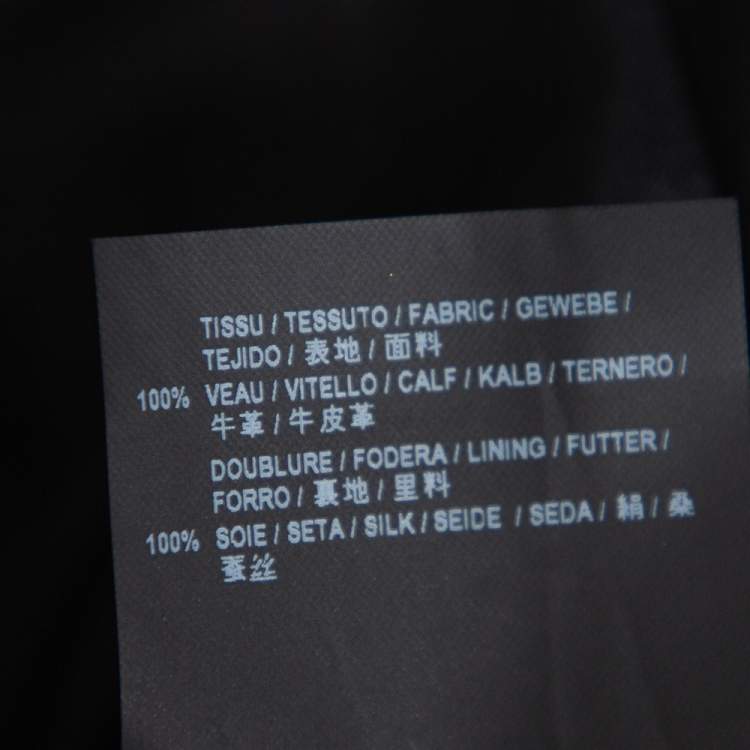 TISSU / TESSUTO / FABRIC / GEWEBE /
TEJIDO / 表地 / 面料
100% VEAU / VITELLO / CALF / KALB / TERNERO /
牛革 / 牛皮革
DOUBLURE / FODERA / LINING / FUTTER /
FORRO / 裏地 / 里料
100% SOIE / SETA / SILK / SEIDE / SEDA / 絹 / 桑
蚕丝